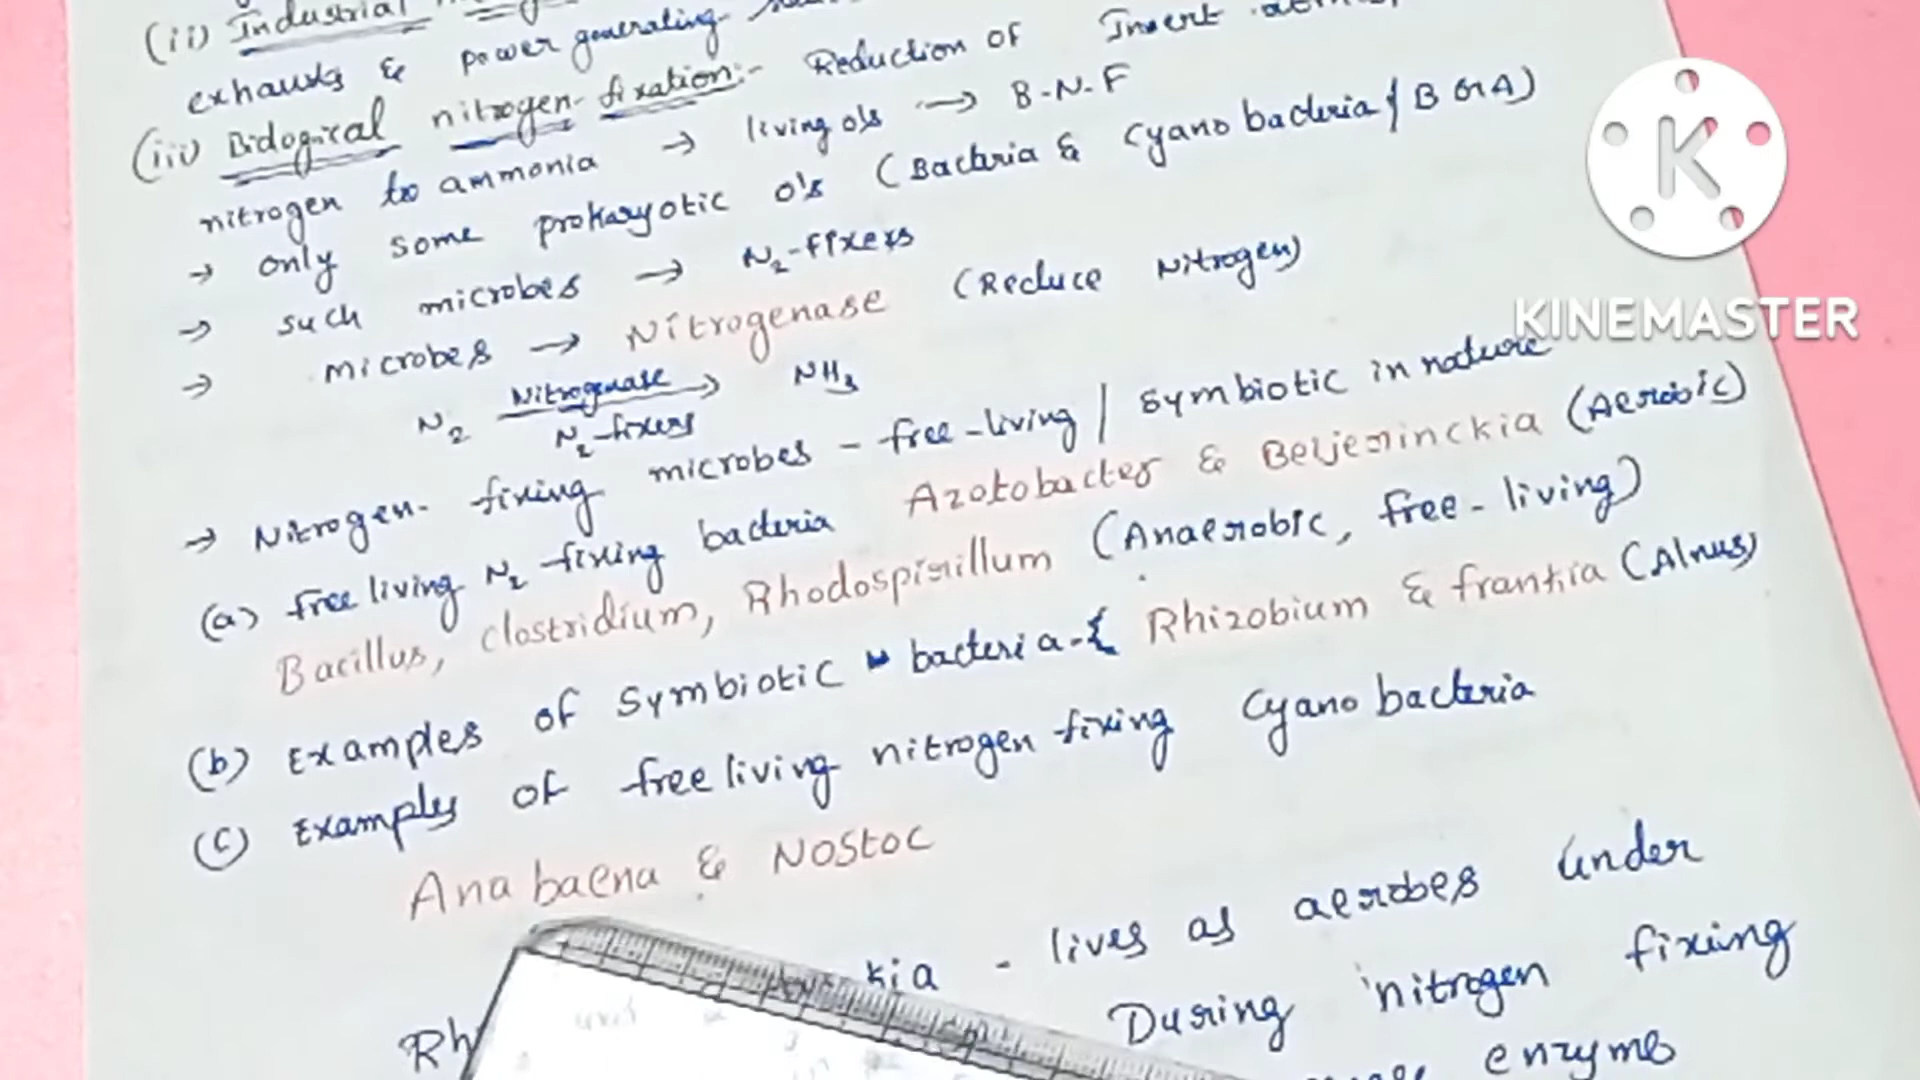 (ii) Industrial
exhausts & power generating
(iii) Biological nitrogen fixation:- Reduction of Inert
nitrogen to ammonia → living o's → B-N-F
→ only some prokaryotic o's (Bacteria & Cyano bacteria / B G A)
→ such microbes → N2-fixers
→ microbes → Nitrogenase (Reduce Nitrogen)
N2 Nitrogenase → NH3
N2-fixers
→ Nitrogen- fixing microbes - free-living / symbiotic in nature
(a) free living N2-fixing bacteria Azotobacter & Beijerinckia (Aerobic)
Bacillus, clostridium, Rhodospirillum (Anaerobic, free-living)
(b) Examples of Symbiotic bacteria-{ Rhizobium & frankia (Alnus)
(c) Examples of free living nitrogen fixing Cyano bacteria
Anabaena & Nostoc
kia - lives as aerobes under
Rh During nitrogen fixing
enzyme
K
KINEMASTER